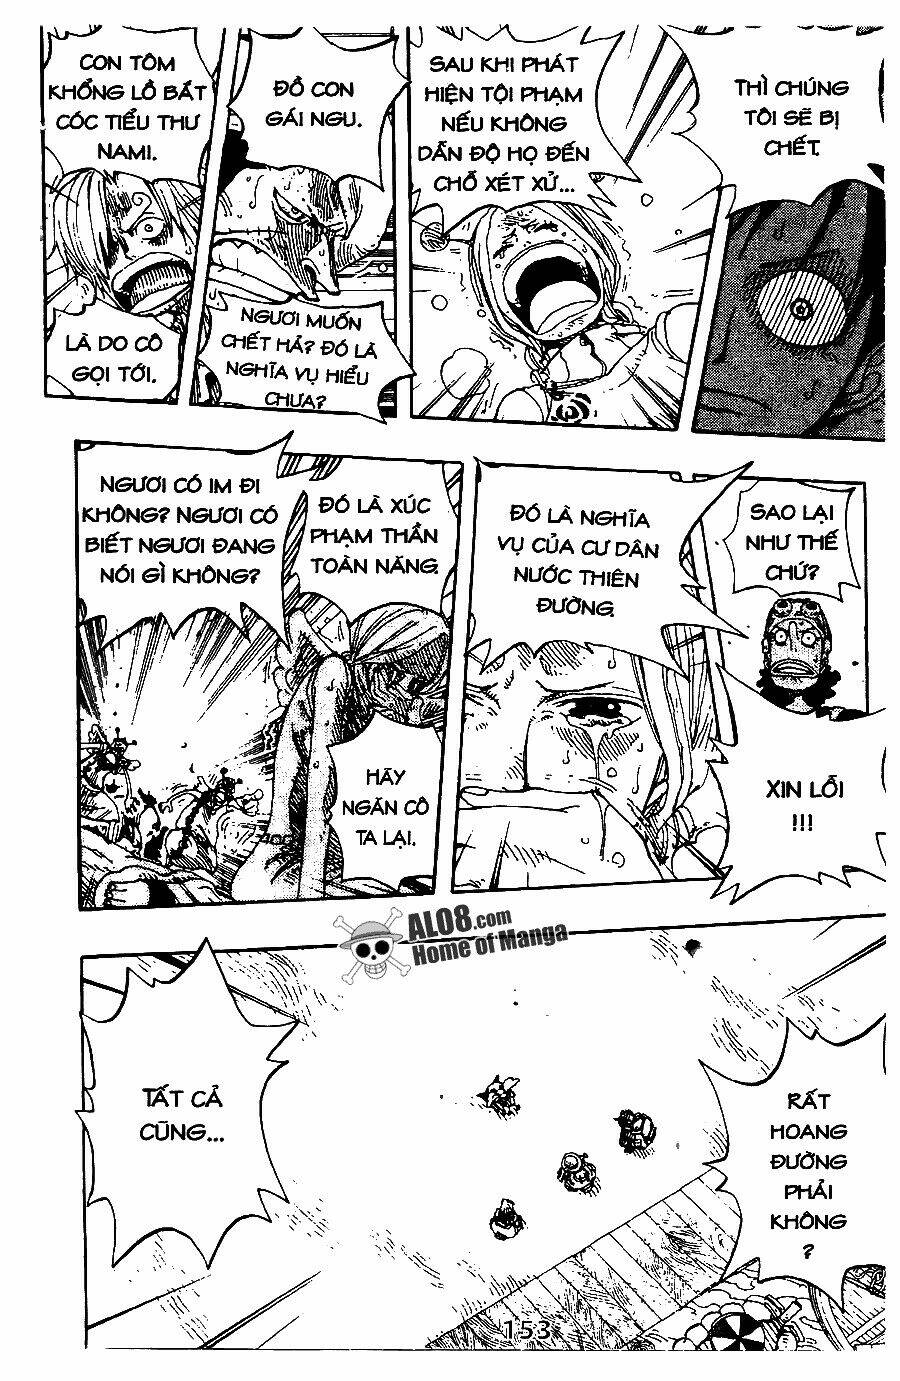 THÌ CHÚNG
TÔI SẼ BỊ
CHẾT.
SAU KHI PHÁT
HIỆN TỘI PHẠM
NẾU KHÔNG
DẪN ĐỘ HỌ ĐẾN
CHỖ XÉT XỬ...
ĐỒ CON
GÁI NGU.
NGƯƠI MUỐN
CHẾT HẢ? ĐÓ LÀ
NGHĨA VỤ HIỂU
CHƯA?
CON TÔM
KHỔNG LỒ BẮT
CÓC TIỂU THƯ
NAMI.
LÀ DO CÔ
GỌI TỚI.
SAO LẠI
NHƯ THẾ
CHỨ?
XIN LỖI
!!!
ĐÓ LÀ NGHĨA
VỤ CỦA CƯ DÂN
NƯỚC THIÊN
ĐƯỜNG.
ĐÓ LÀ XÚC
PHẠM THẦN
TOÀN NĂNG.
HÃY
NGĂN CÔ
TA LẠI.
NGƯƠI CÓ IM ĐI
KHÔNG? NGƯƠI CÓ
BIẾT NGƯƠI ĐANG
NÓI GÌ KHÔNG?
AL08.com
Home of Manga
RẤT
HOANG
ĐƯỜNG
PHẢI
KHÔNG
?
TẤT CẢ
CŨNG...
153